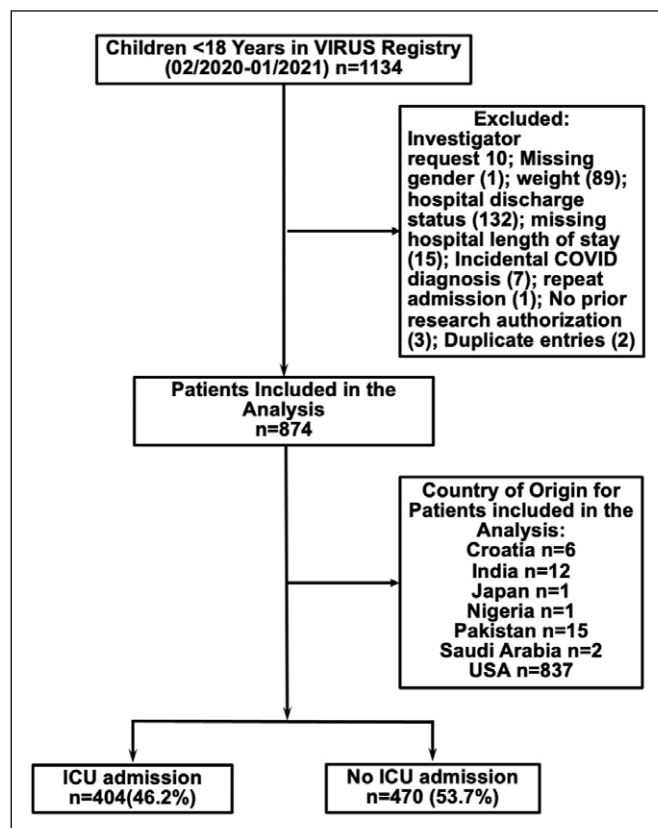 Children <18 Years in VIRUS Registry
(02/2020-01/2021) n=1134
Excluded:
Investigator
request 10; Missing
gender (1); weight (89);
hospital discharge
status (132); missing
hospital length of stay
(15); Incidental COVID
diagnosis (7); repeat
admission (1); No prior
research authorization
(3); Duplicate entries (2)
Patients Included in the
Analysis
n=874
Country of Origin for
Patients included in the
Analysis:
Croatia n=6
India n=12
Japan n=1
Nigeria n=1
Pakistan n=15
Saudi Arabia n=2
USA n=837
ICU admission
n=404(46.2%)
No ICU admission
n=470 (53.7%)